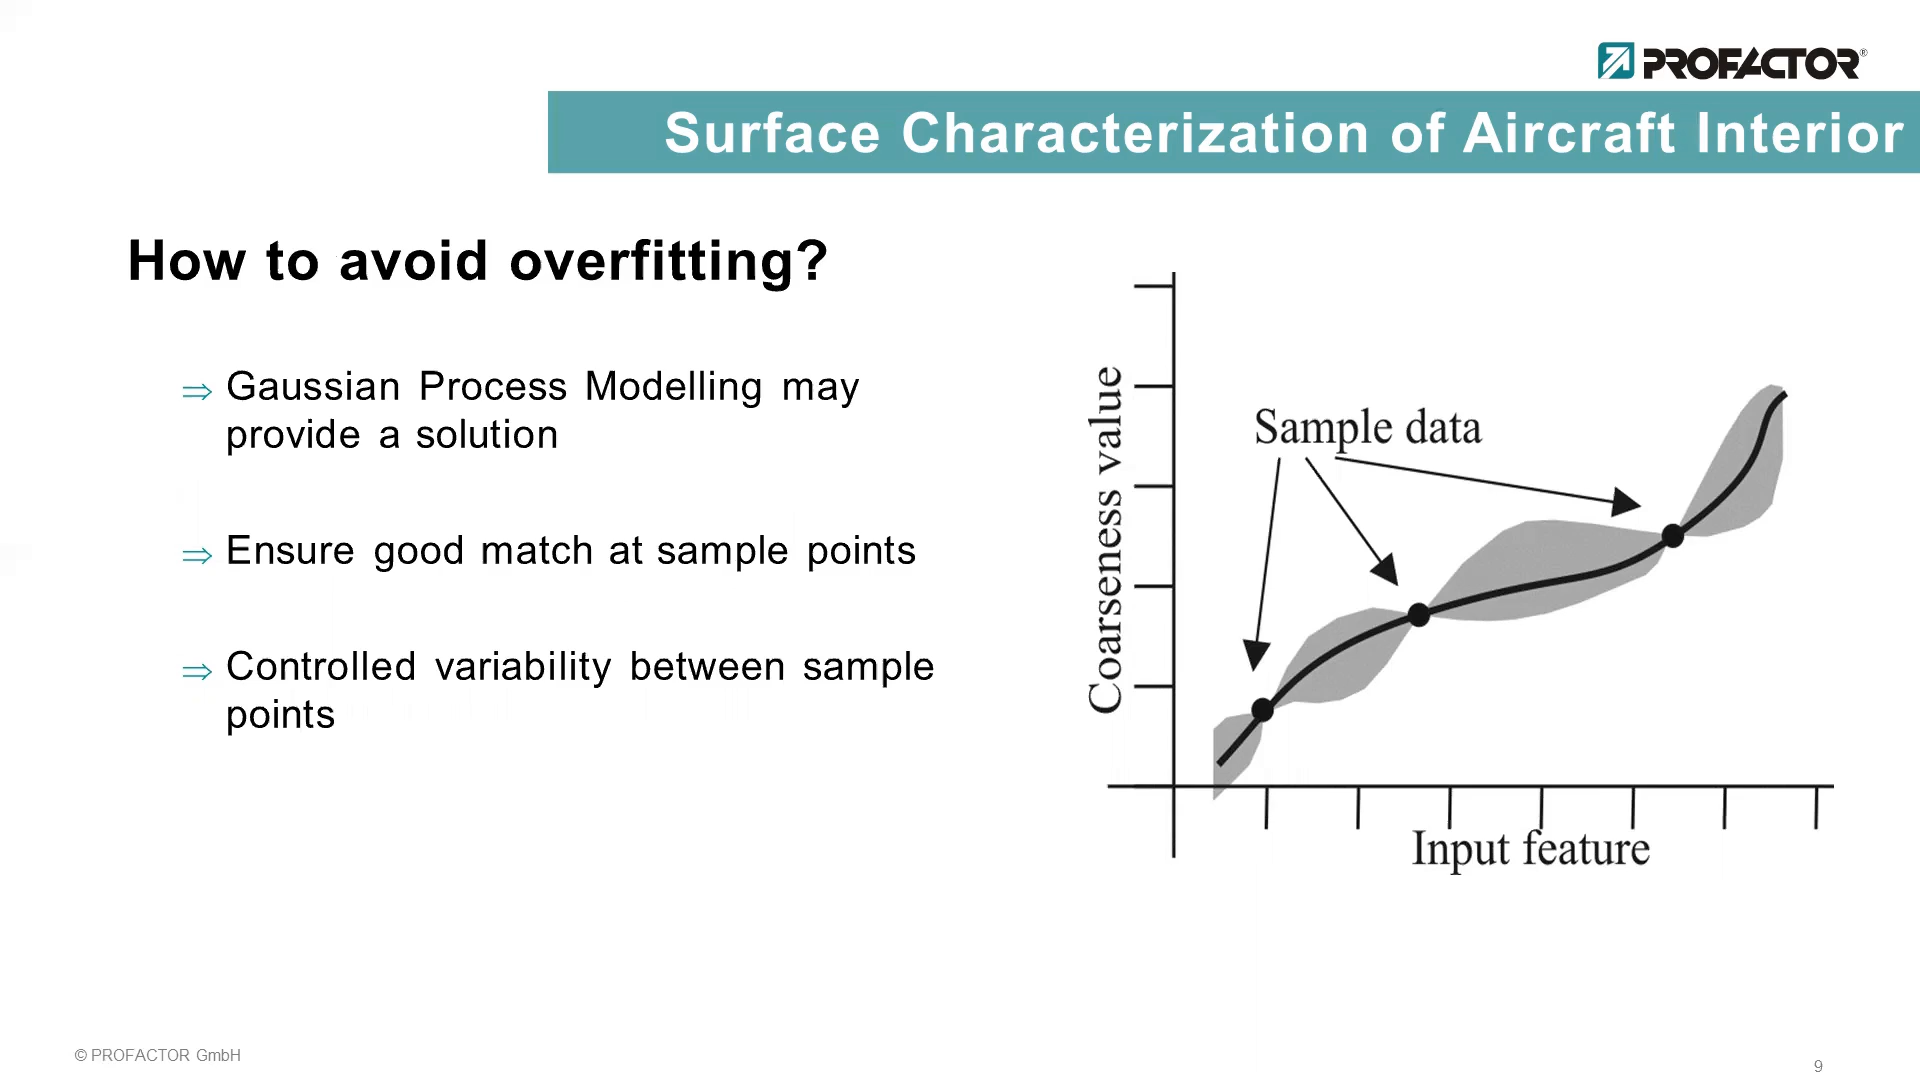 PROFACTOR®
Surface Characterization of Aircraft Interior
How to avoid overfitting?
⇒ Gaussian Process Modelling may
provide a solution
⇒ Ensure good match at sample points
⇒ Controlled variability between sample
points
Coarseness value
Sample data
Input feature
© PROFACTOR GmbH
9